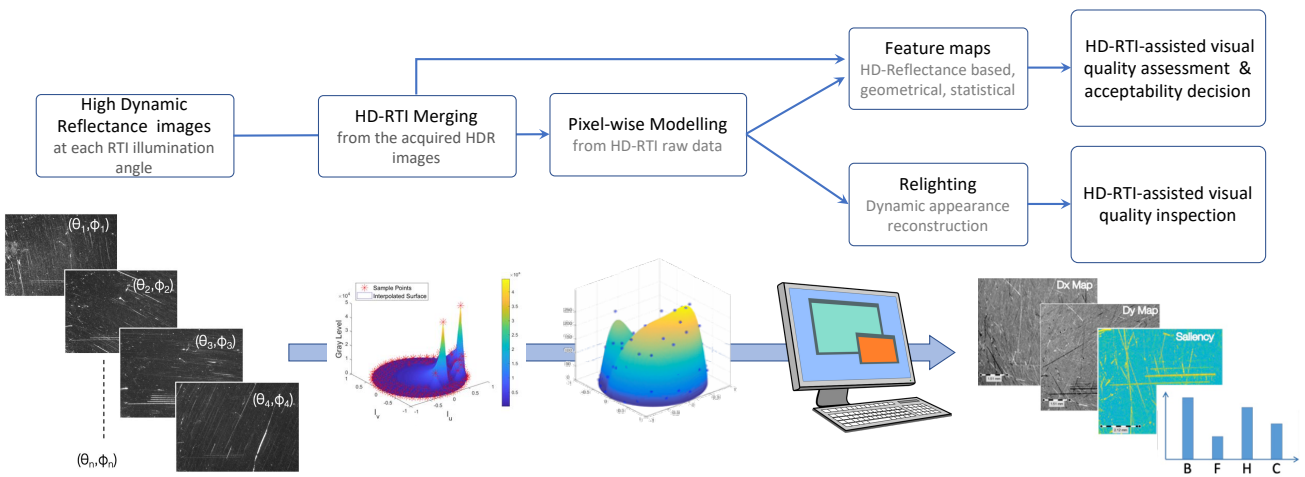 High Dynamic
Reflectance images
at each RTI illumination
angle
HD-RTI Merging
from the acquired HDR
images
Pixel-wise Modelling
from HD-RTI raw data
Feature maps
HD-Reflectance based,
geometrical, statistical
HD-RTI-assisted visual
quality assessment &
acceptability decision
Relighting
Dynamic appearance
reconstruction
HD-RTI-assisted visual
quality inspection
(θ1,ϕ1)
(θ2,ϕ2)
(θ3,ϕ3)
(θ4,ϕ4)
(θn,ϕn)
Sample Points
Interpolated Surface
Gray Level
lv
lu
Dx Map
Dy Map
Saliency
B F H C